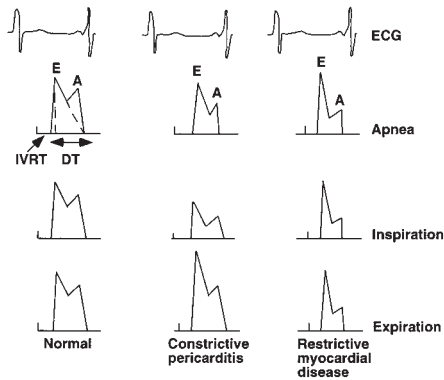 ECG
E
A
E
A
E
A
Apnea
IVRT
DT
Inspiration
Expiration
Normal
Constrictive
pericarditis
Restrictive
myocardial
disease